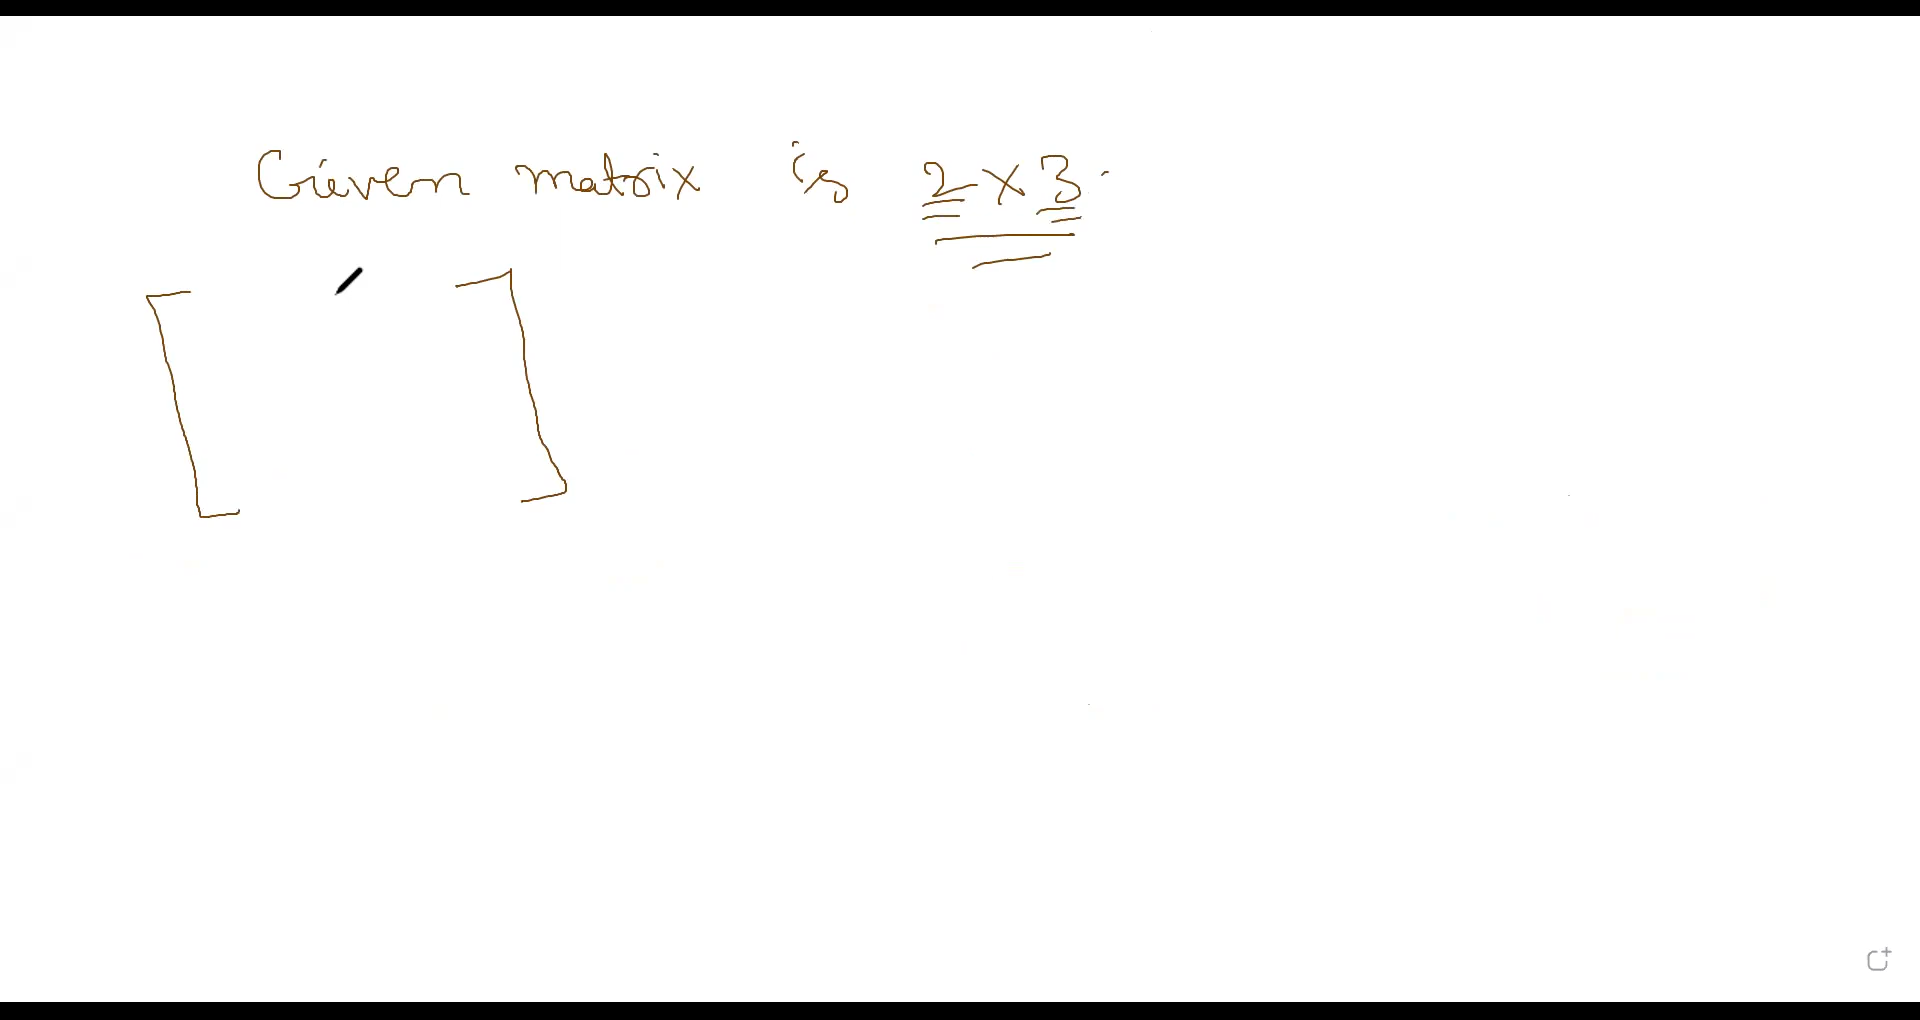 Given matrix is 2 × 3.
[ ]